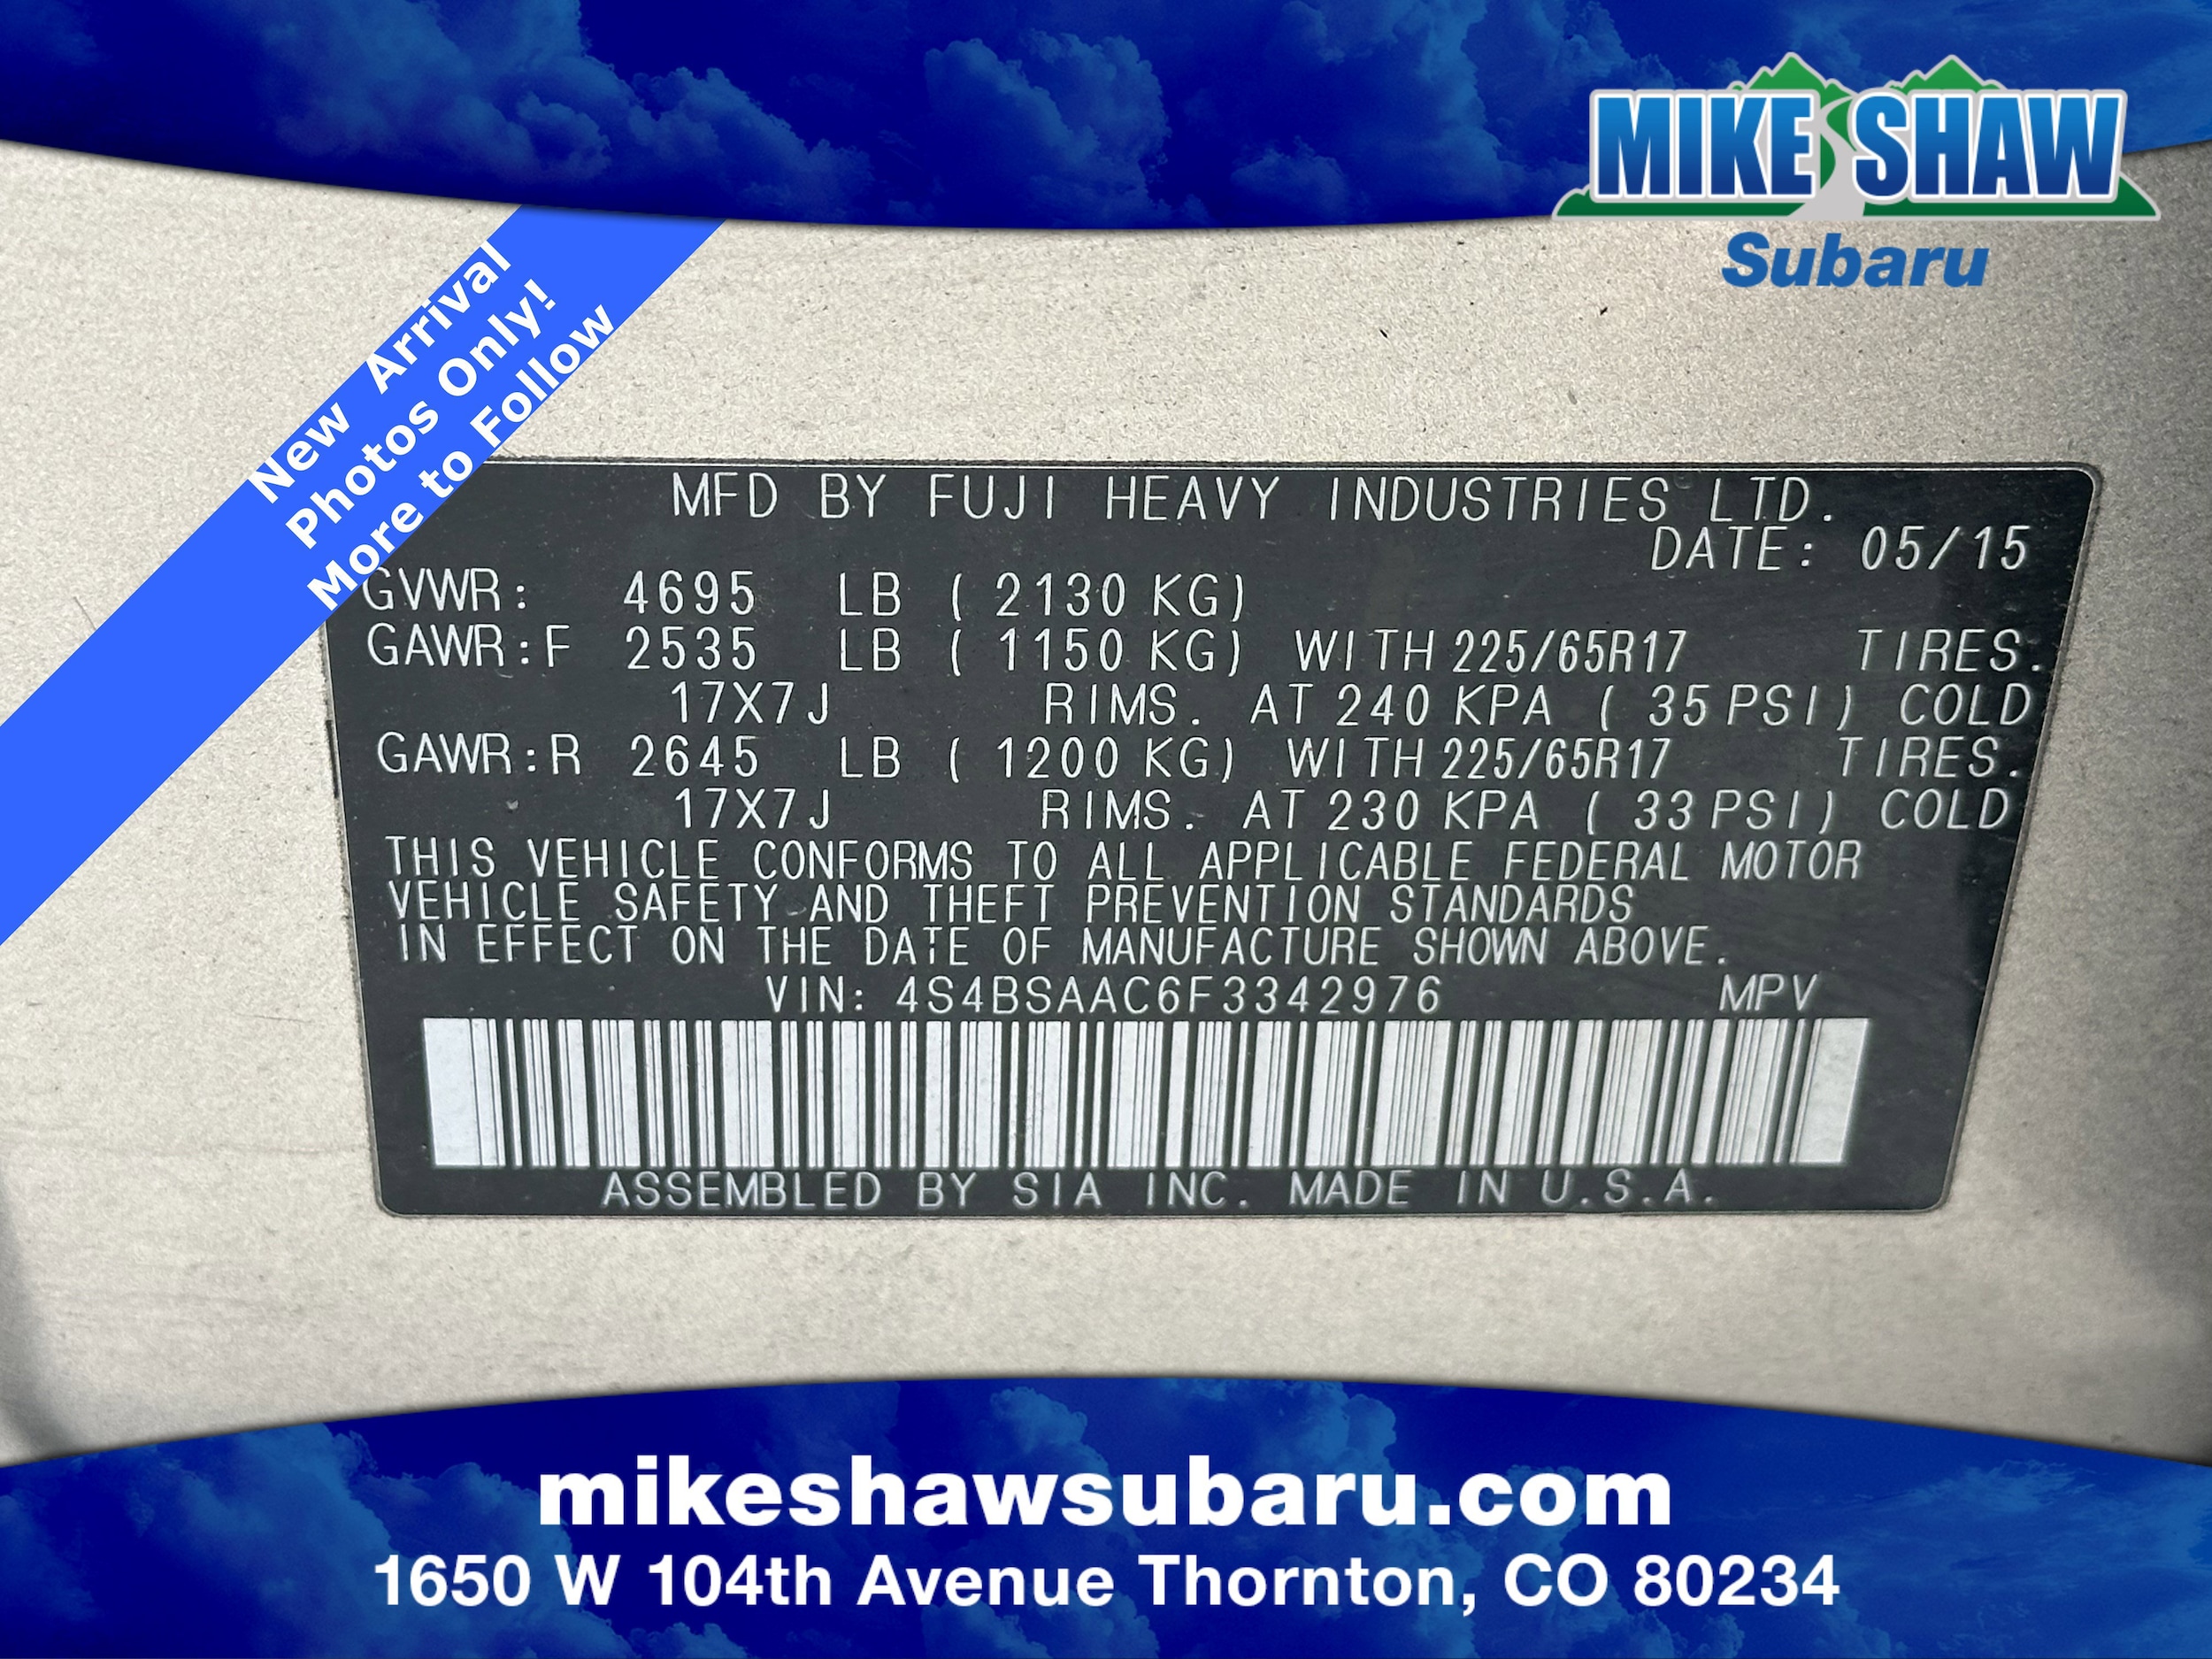 MIKE SHAW
Subaru
New Arrival
Photos Only!
More to Follow
MFD BY FUJI HEAVY INDUSTRIES LTD.
DATE: 05/15
GVWR: 4695 LB ( 2130 KG)
GAWR:F 2535 LB ( 1150 KG) WITH 225/65R17 TIRES.
17X7J RIMS. AT 240 KPA ( 35 PSI) COLD
GAWR:R 2645 LB ( 1200 KG) WITH 225/65R17 TIRES.
17X7J RIMS. AT 230 KPA ( 33 PSI) COLD
THIS VEHICLE CONFORMS TO ALL APPLICABLE FEDERAL MOTOR
VEHICLE SAFETY AND THEFT PREVENTION STANDARDS
IN EFFECT ON THE DATE OF MANUFACTURE SHOWN ABOVE.
VIN: 4S4BSAAC6F3342976 MPV
ASSEMBLED BY SIA INC. MADE IN U.S.A.
mikeshawsubaru.com
1650 W 104th Avenue Thornton, CO 80234